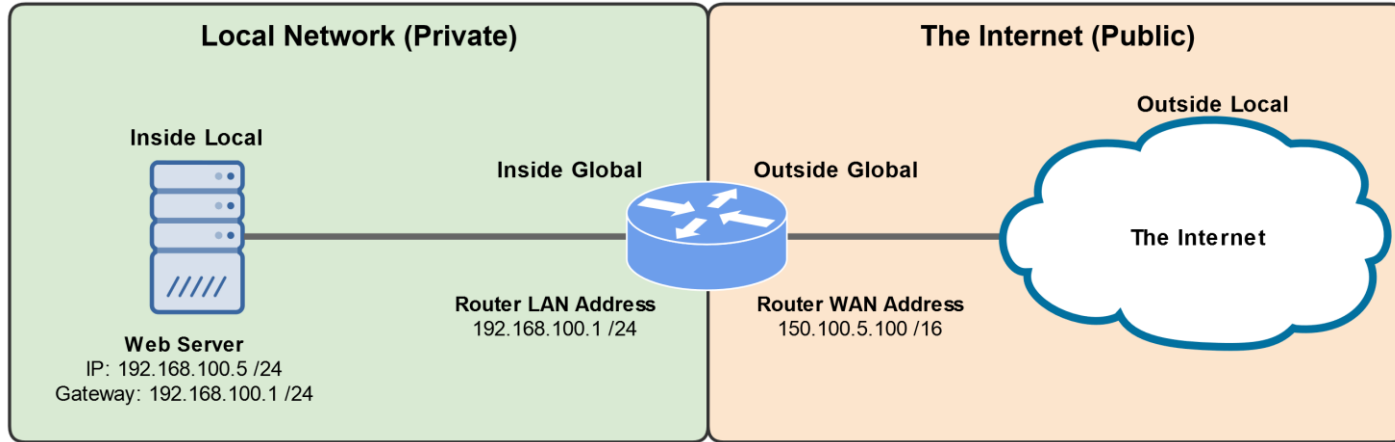 Local Network (Private)
The Internet (Public)
Outside Local
Inside Local
Inside Global
Outside Global
The Internet
Router LAN Address
192.168.100.1 /24
Router WAN Address
150.100.5.100 /16
Web Server
IP: 192.168.100.5 /24
Gateway: 192.168.100.1 /24